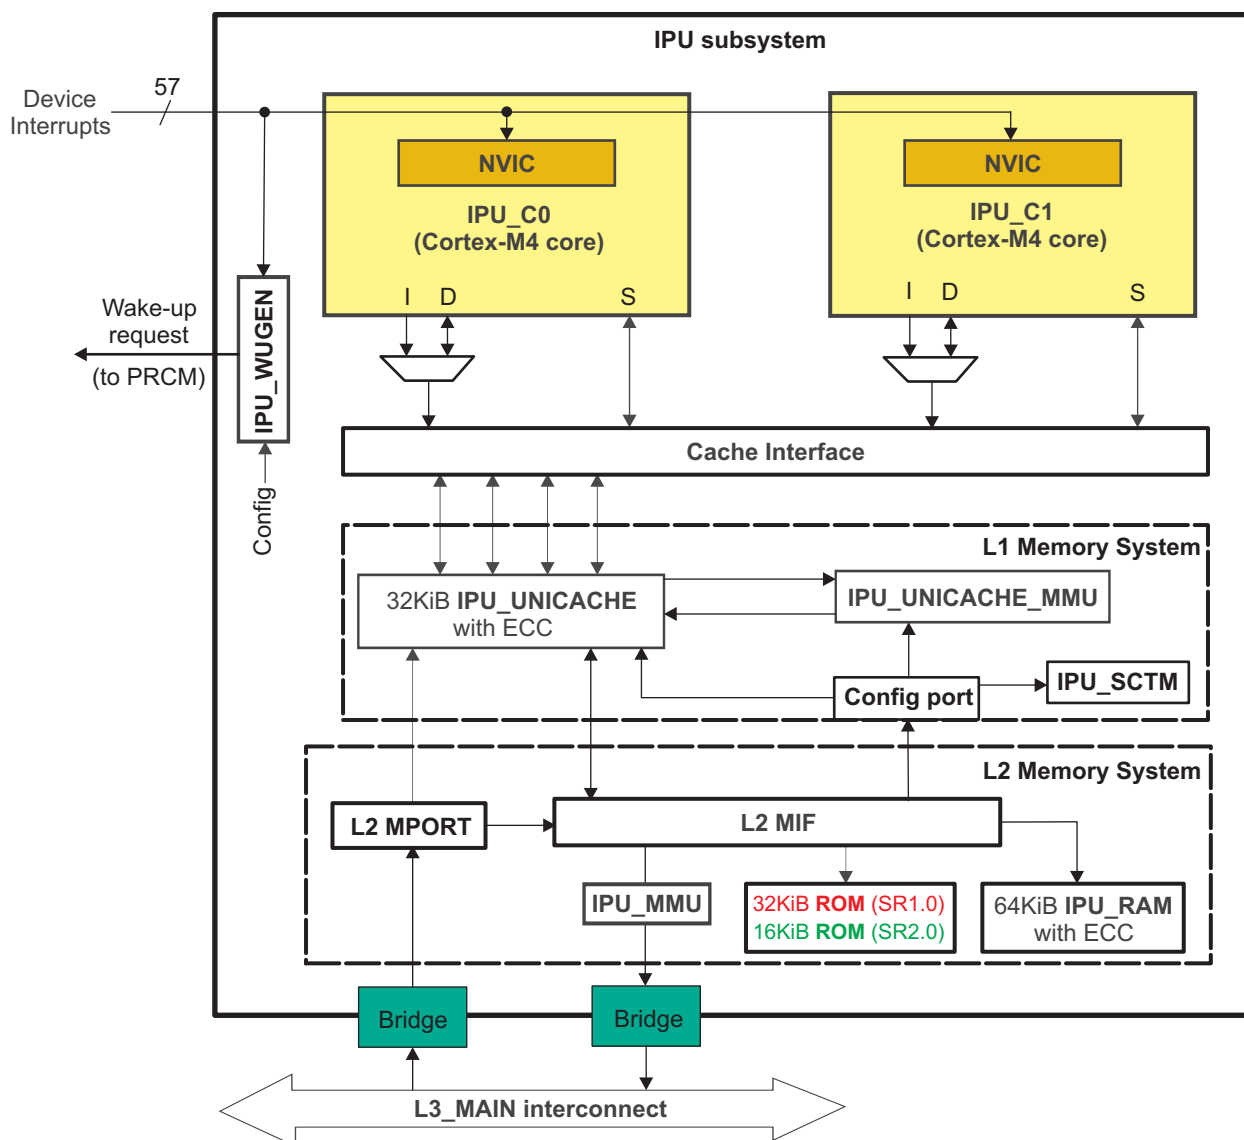 IPU subsystem
57
Device
Interrupts
NVIC
NVIC
IPU_C0
(Cortex-M4 core)
IPU_C1
(Cortex-M4 core)
I D S
I D S
Wake-up
request
(to PRCM)
IPU_WUGEN
Config
Cache Interface
L1 Memory System
32KiB IPU_UNICACHE
with ECC
IPU_UNICACHE_MMU
Config port
IPU_SCTM
L2 Memory System
L2 MPORT
L2 MIF
IPU_MMU
32KiB ROM (SR1.0)
16KiB ROM (SR2.0)
64KiB IPU_RAM
with ECC
Bridge
Bridge
L3_MAIN interconnect